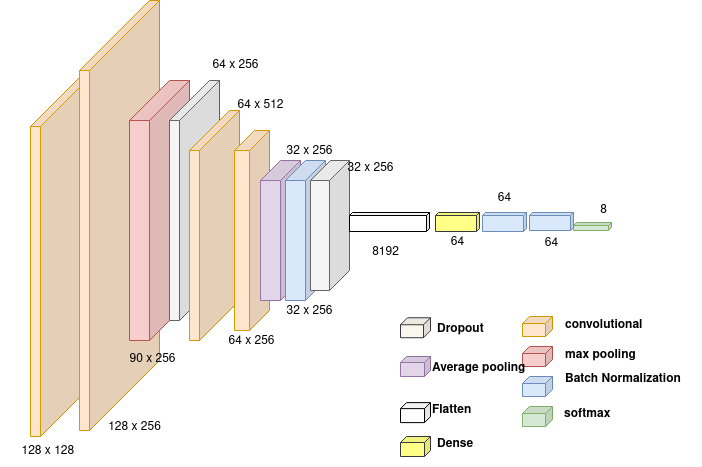 64 x 256
64 x 512
32 x 256
32 x 256
64
8
8192
64
64
32 x 256
64 x 256
90 x 256
128 x 256
128 x 128
Dropout
convolutional
max pooling
Average pooling
Batch Normalization
Flatten
softmax
Dense